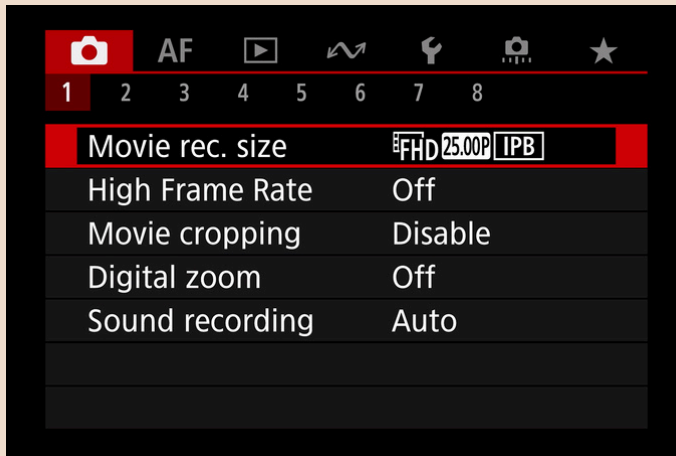 AF
1 2 3 4 5 6 7 8
Movie rec. size FHD 25.00P IPB
High Frame Rate Off
Movie cropping Disable
Digital zoom Off
Sound recording Auto